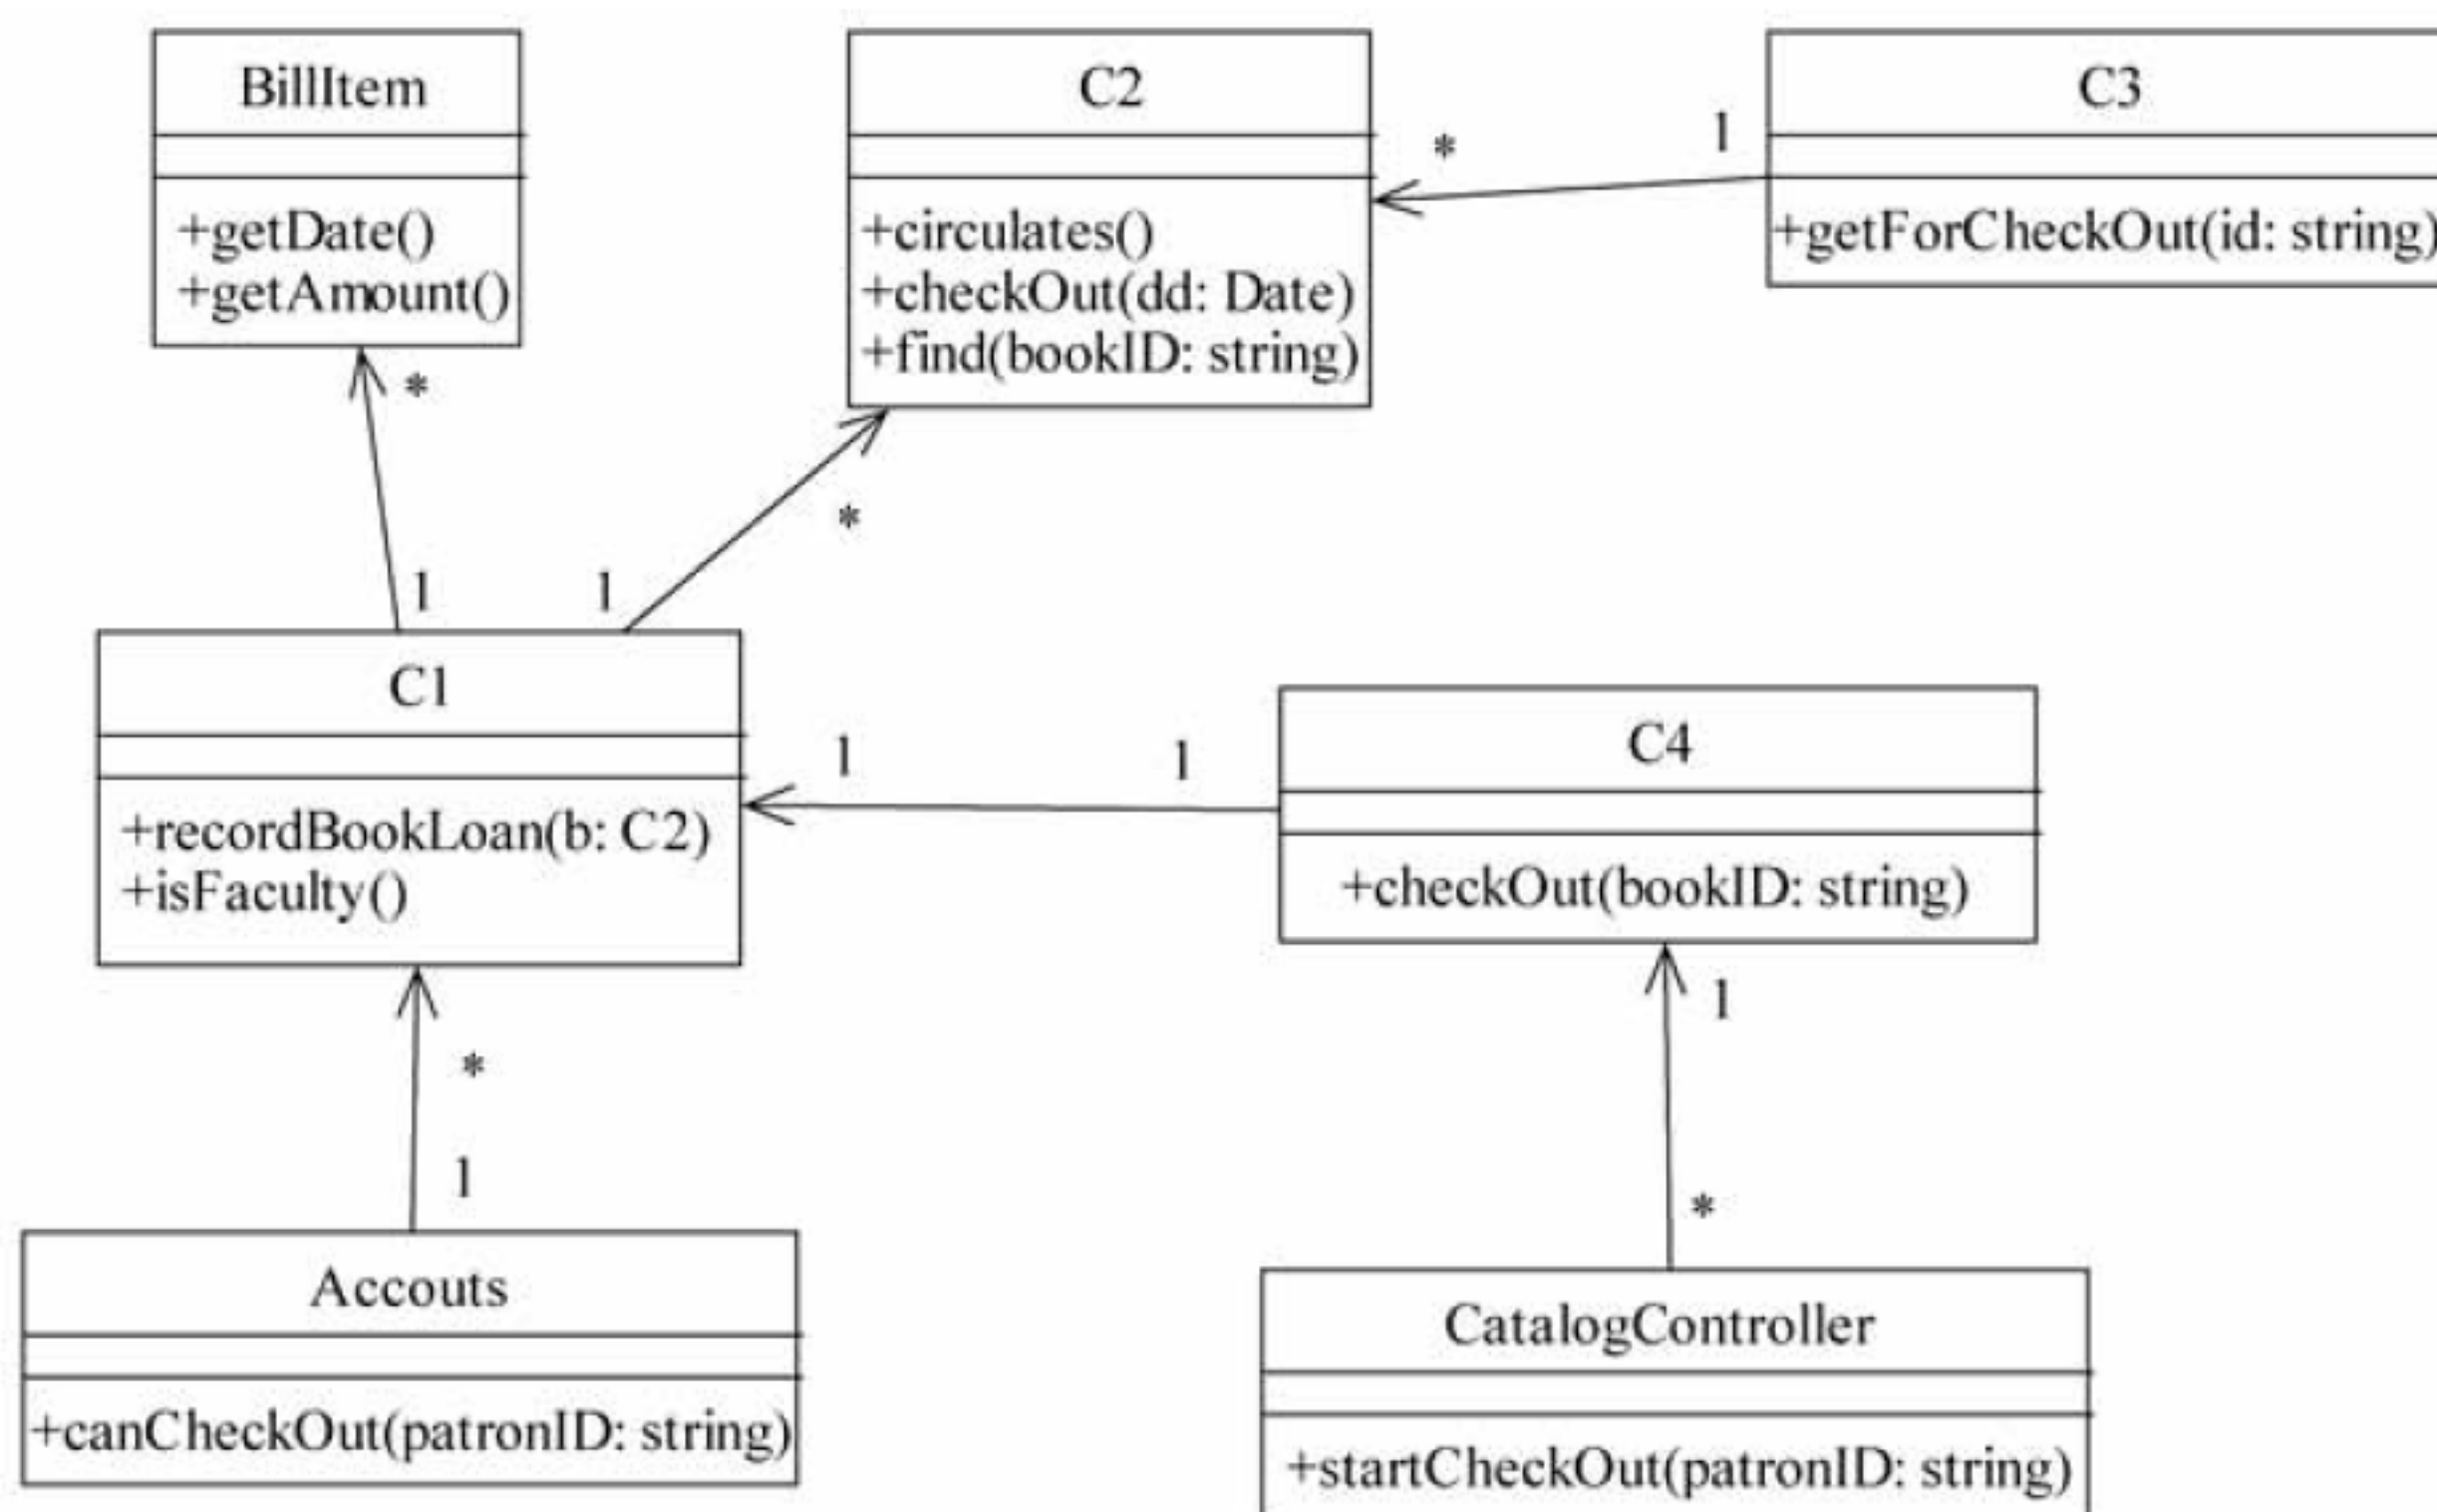 BillItem
+getDate()
+getAmount()
C2
+circulates()
+checkOut(dd: Date)
+find(bookID: string)
C3
+getForCheckOut(id: string)
*
1
*
1
1
*
C1
+recordBookLoan(b: C2)
+isFaculty()
1
1
C4
+checkOut(bookID: string)
*
1
1
*
Accouts
+canCheckOut(patronID: string)
CatalogController
+startCheckOut(patronID: string)